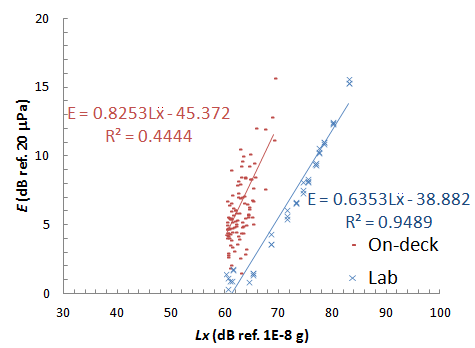 20
15
10
5
0
E (dB ref. 20 µPa)
E = 0.8253Lẍ - 45.372
R² = 0.4444
E = 0.6353Lẍ - 38.882
R² = 0.9489
On-deck
Lab
30 40 50 60 70 80 90 100
Lx (dB ref. 1E-8 g)